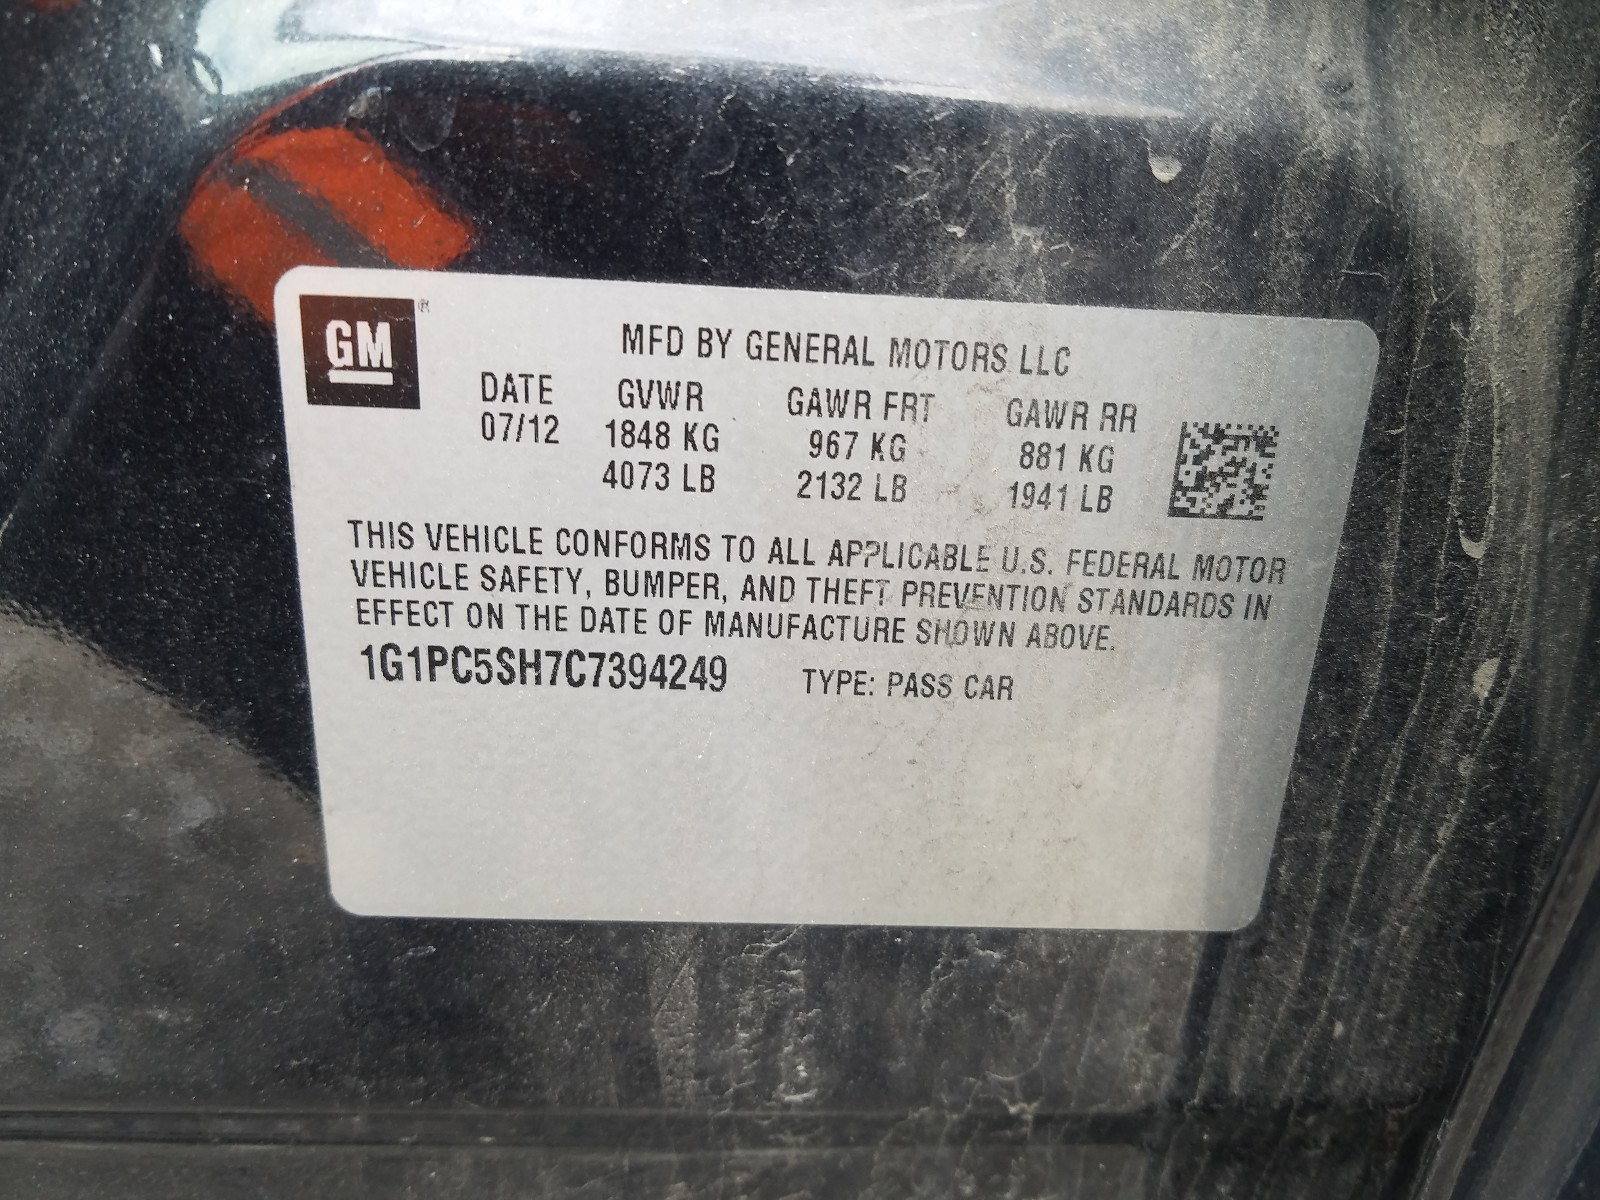 GM®
MFD BY GENERAL MOTORS LLC
DATE GVWR GAWR FRT GAWR RR
07/12 1848 KG 967 KG 881 KG
4073 LB 2132 LB 1941 LB
THIS VEHICLE CONFORMS TO ALL APPLICABLE U.S. FEDERAL MOTOR
VEHICLE SAFETY, BUMPER, AND THEFT PREVENTION STANDARDS IN
EFFECT ON THE DATE OF MANUFACTURE SHOWN ABOVE.
1G1PC5SH7C7394249 TYPE: PASS CAR